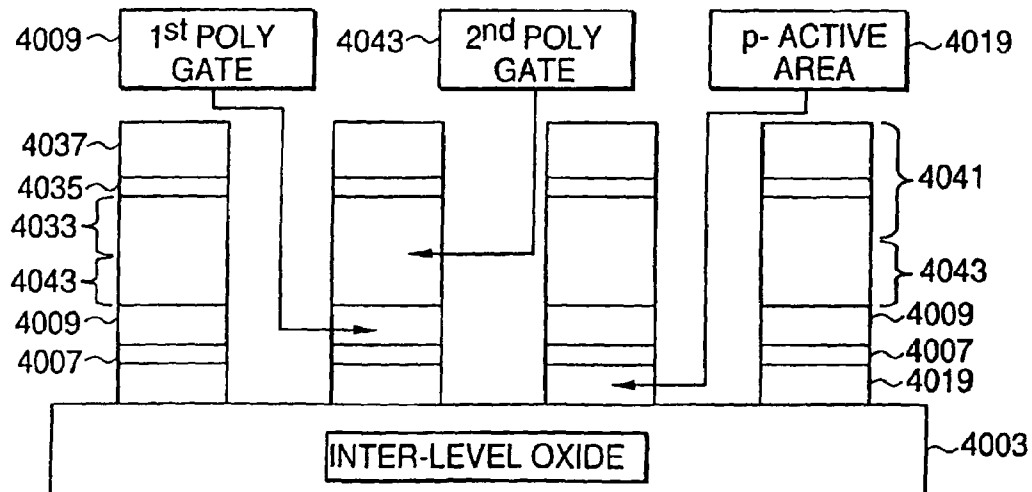 4009
1st POLY
GATE
4043
2nd POLY
GATE
p- ACTIVE
AREA
4019
4037
4035
4033
4043
4009
4007
4041
4043
4009
4007
4019
INTER-LEVEL OXIDE
4003